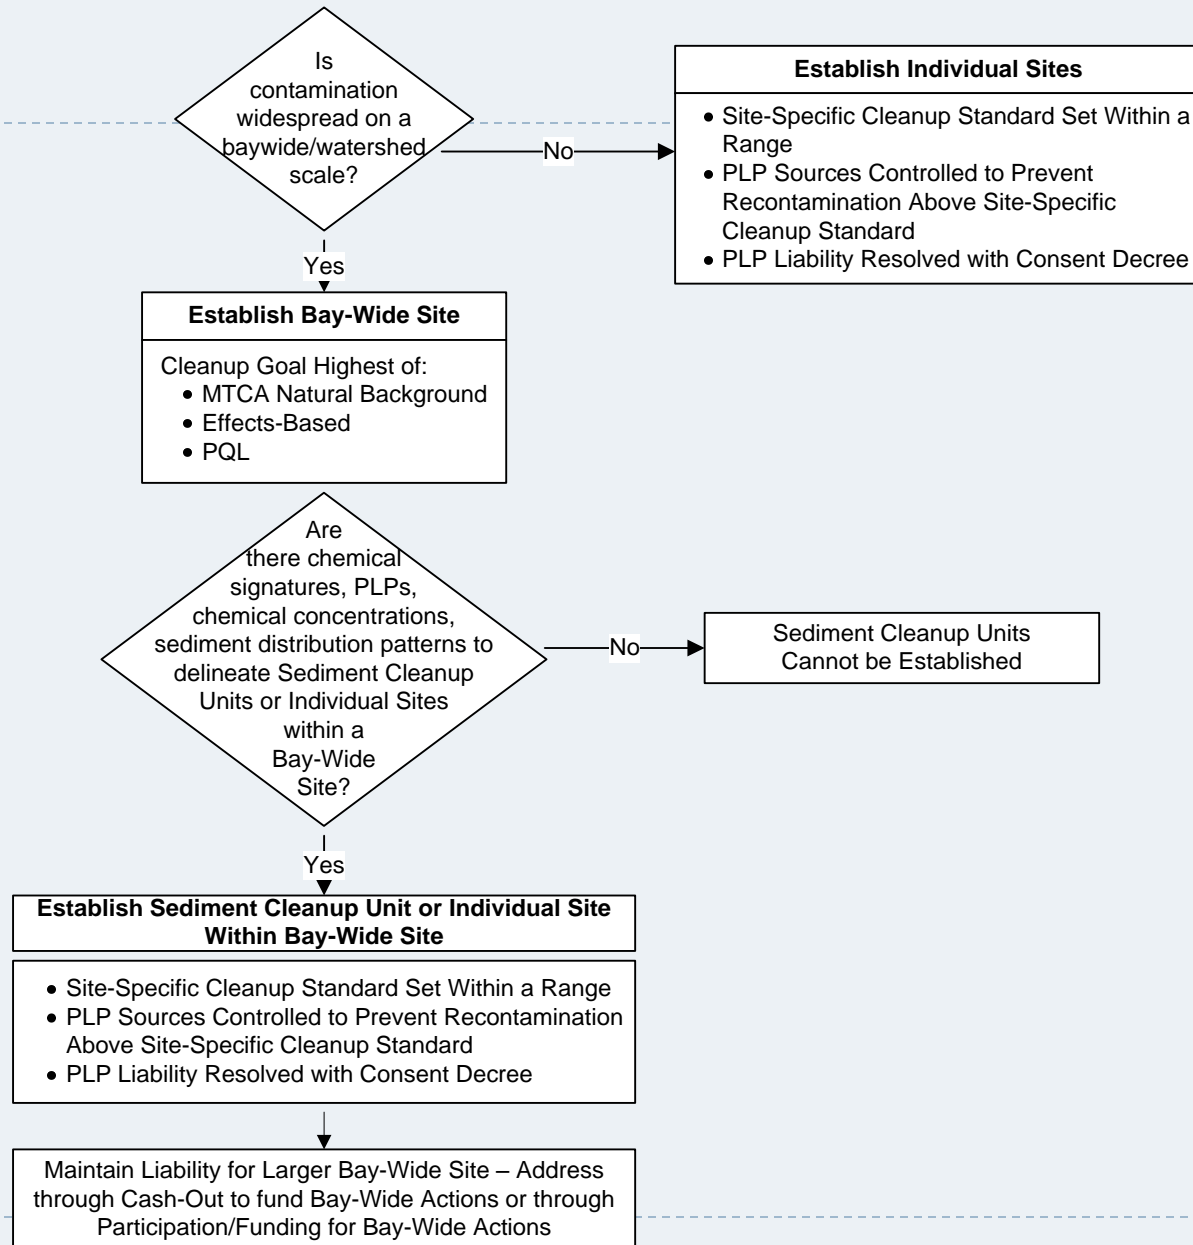 Is
contamination
widespread on a
baywide/watershed
scale?
No
Establish Individual Sites
• Site-Specific Cleanup Standard Set Within a
Range
• PLP Sources Controlled to Prevent
Recontamination Above Site-Specific
Cleanup Standard
• PLP Liability Resolved with Consent Decree
Yes
Establish Bay-Wide Site
Cleanup Goal Highest of:
• MTCA Natural Background
• Effects-Based
• PQL
Are
there chemical
signatures, PLPs,
chemical concentrations,
sediment distribution patterns to
delineate Sediment Cleanup
Units or Individual Sites
within a
Bay-Wide
Site?
No
Sediment Cleanup Units
Cannot be Established
Yes
Establish Sediment Cleanup Unit or Individual Site
Within Bay-Wide Site
• Site-Specific Cleanup Standard Set Within a Range
• PLP Sources Controlled to Prevent Recontamination
Above Site-Specific Cleanup Standard
• PLP Liability Resolved with Consent Decree
Maintain Liability for Larger Bay-Wide Site – Address
through Cash-Out to fund Bay-Wide Actions or through
Participation/Funding for Bay-Wide Actions